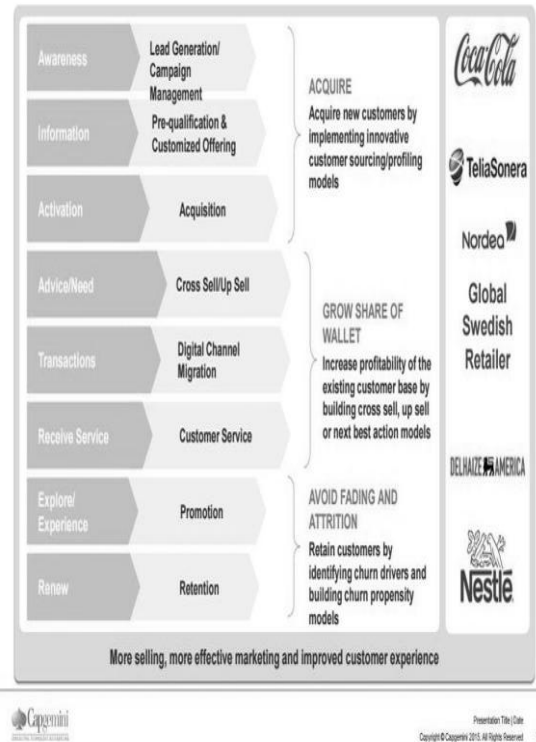 Awareness
Lead Generation/
Campaign
Management
Information
Pre-qualification &
Customized Offering
Activation
Acquisition
ACQUIRE
Acquire new customers by
implementing innovative
customer sourcing/profiling
models
Advice/Need
Cross Sell/Up Sell
Transactions
Digital Channel
Migration
Receive Service
Customer Service
GROW SHARE OF
WALLET
Increase profitability of the
existing customer base by
building cross sell, up sell
or next best action models
Explore/
Experience
Promotion
Renew
Retention
AVOID FADING AND
ATTRITION
Retain customers by
identifying churn drivers and
building churn propensity
models
Coca-Cola
TeliaSonera
Nordea
Global
Swedish
Retailer
DELHAIZE AMERICA
Nestlé
More selling, more effective marketing and improved customer experience
Capgemini
Presentation Title | Date
Copyright © Capgemini 2015. All Rights Reserved